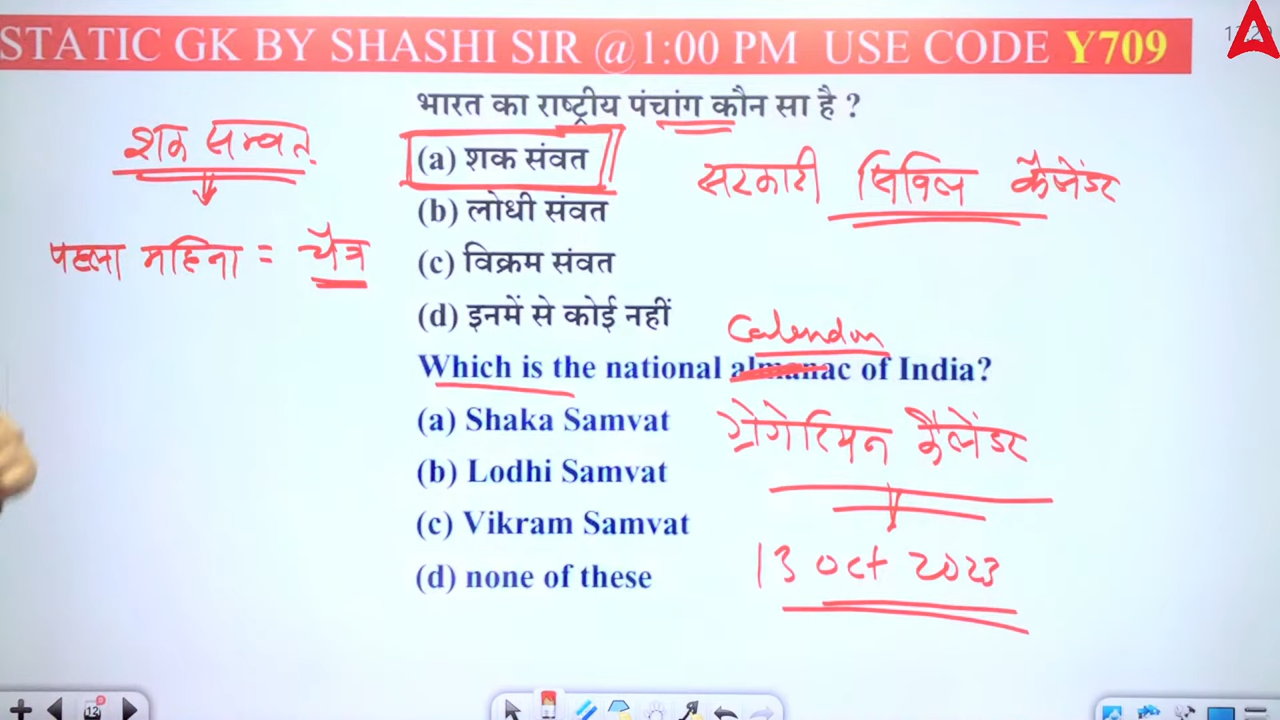 STATIC GK BY SHASHI SIR @1:00 PM USE CODE Y709
भारत का राष्ट्रीय पंचांग कौन सा है ?
शक सम्वत
(a) शक संवत
सरकारी सिविल कैलेंडर
(b) लोधी संवत
पहला महिना = चैत्र
(c) विक्रम संवत
(d) इनमें से कोई नहीं
Calendar
Which is the national almanac of India?
(a) Shaka Samvat
ग्रेगोरियन कैलेंडर
(b) Lodhi Samvat
(c) Vikram Samvat
13 Oct 2023
(d) none of these
12